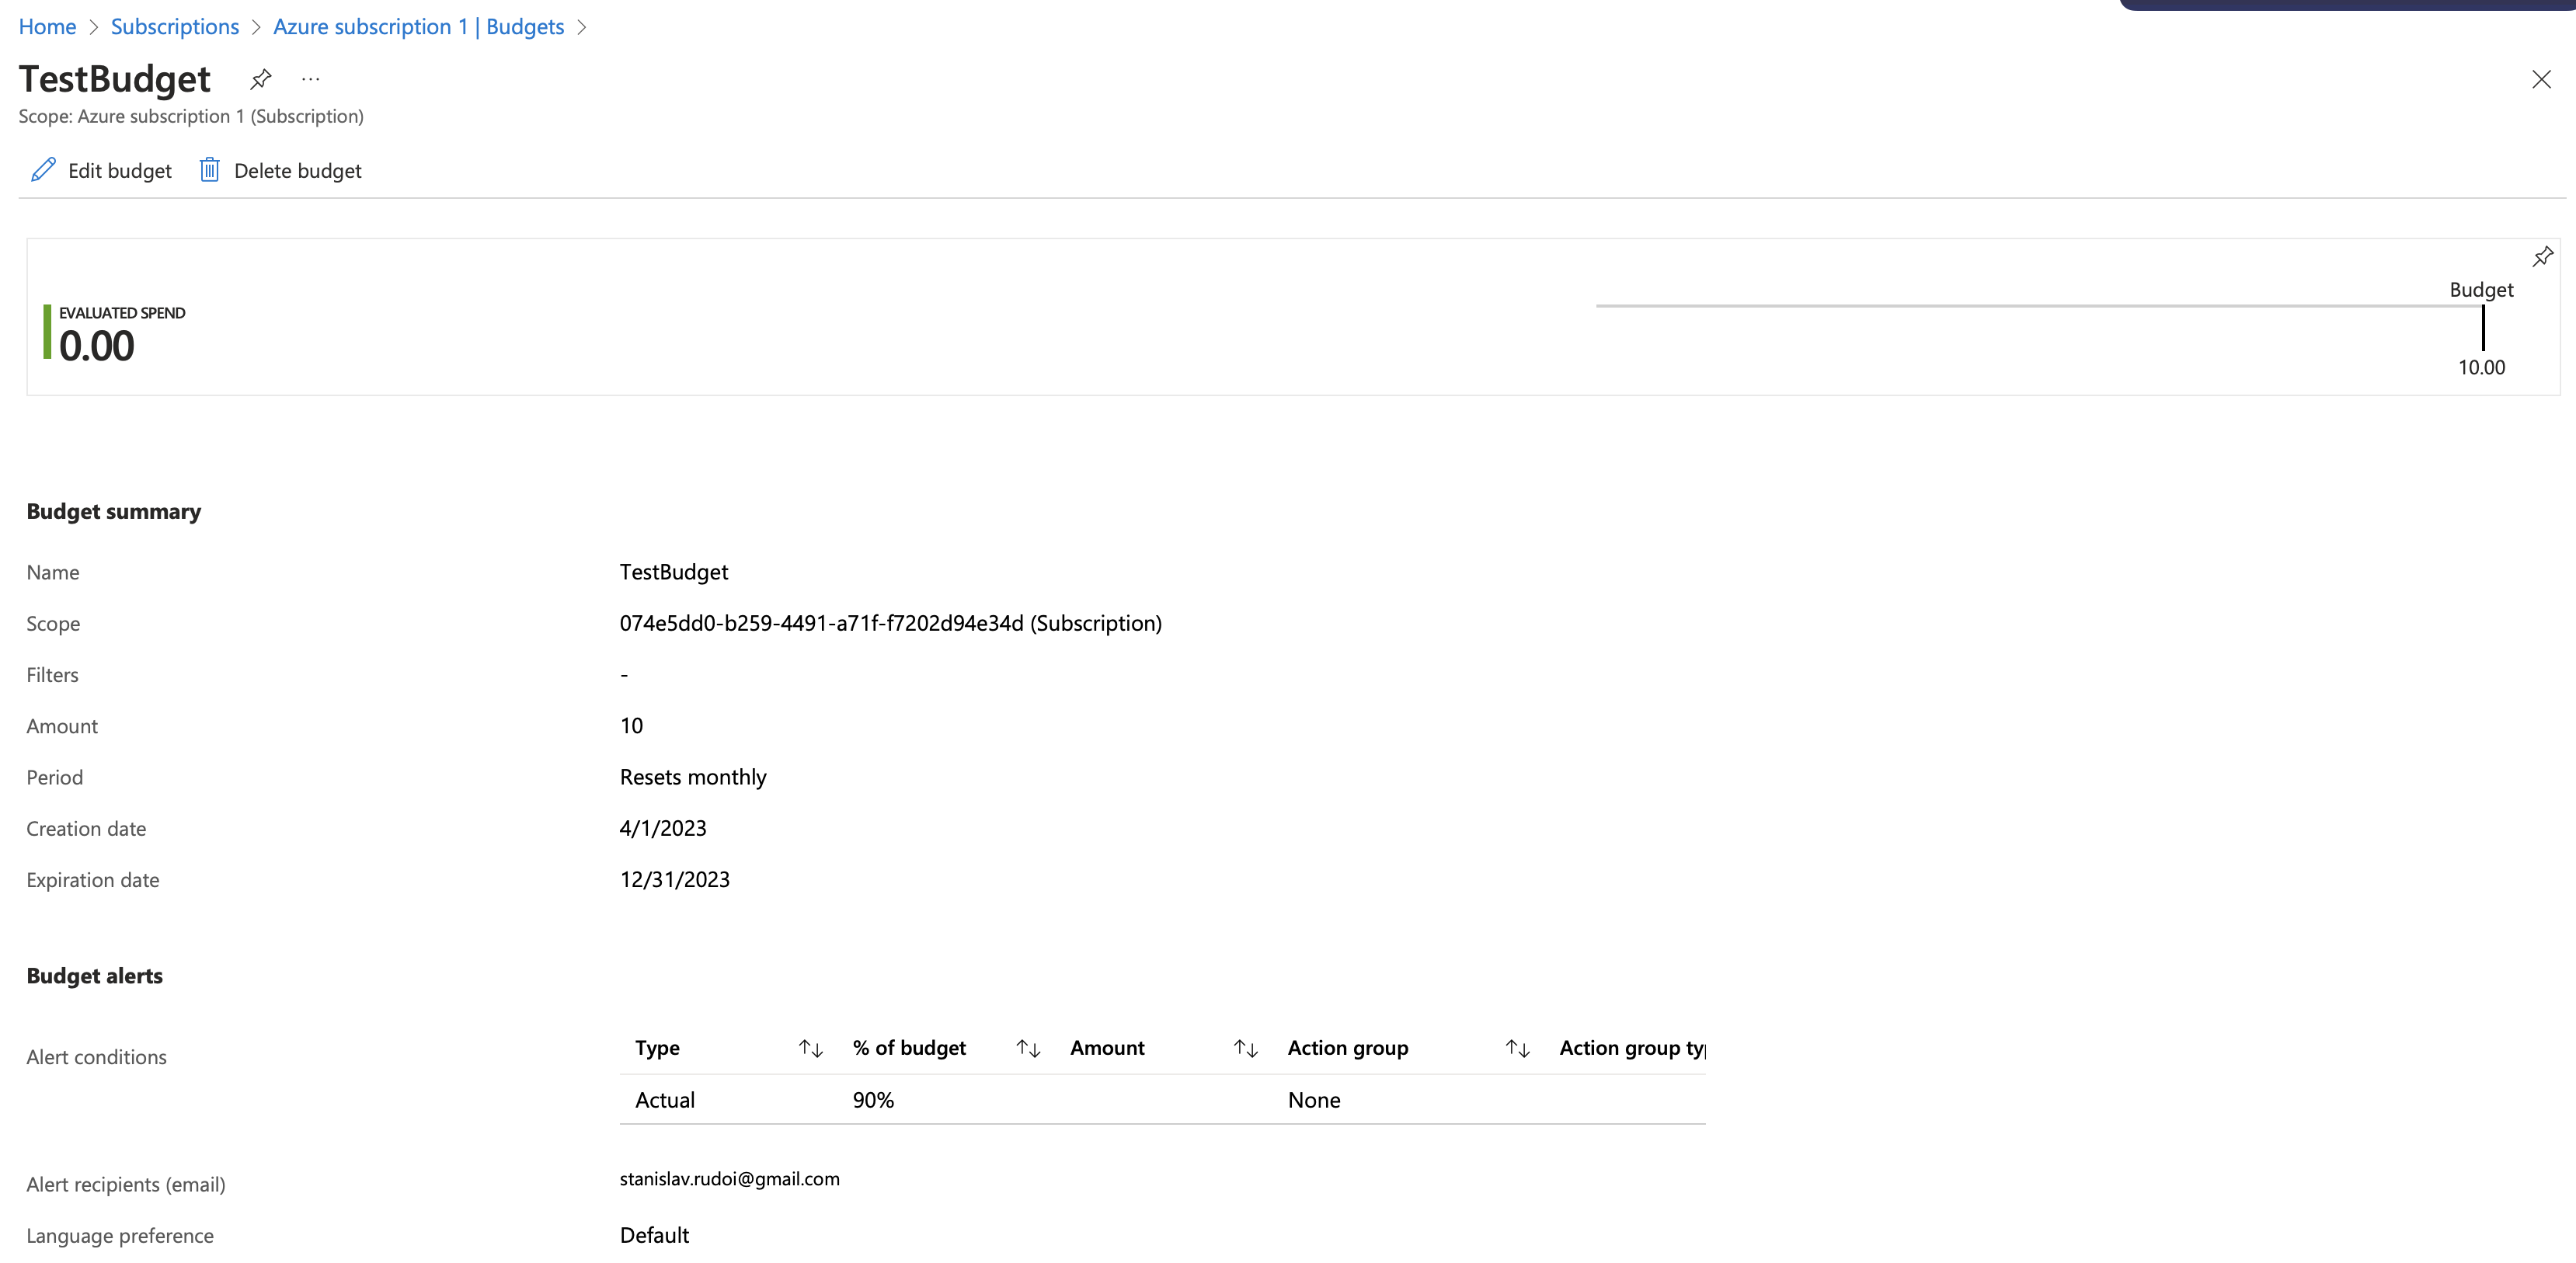 Home > Subscriptions > Azure subscription 1 | Budgets >
TestBudget ...
Scope: Azure subscription 1 (Subscription)
Edit budget Delete budget
Budget
EVALUATED SPEND
0.00
10.00
Budget summary
Name TestBudget
Scope 074e5dd0-b259-4491-a71f-f7202d94e34d (Subscription)
Filters -
Amount 10
Period Resets monthly
Creation date 4/1/2023
Expiration date 12/31/2023
Budget alerts
Type % of budget Amount Action group Action group ty
Alert conditions
Actual 90% None
Alert recipients (email) stanislav.rudoi@gmail.com
Language preference Default